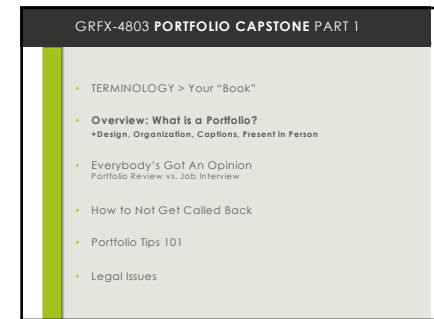 GRFX-4803 PORTFOLIO CAPSTONE PART 1
• TERMINOLOGY > Your “Book”
• Overview: What is a Portfolio?
+Design, Organization, Captions, Present in Person
• Everybody’s Got An Opinion
Portfolio Review vs. Job Interview
• How to Not Get Called Back
• Portfolio Tips 101
• Legal Issues